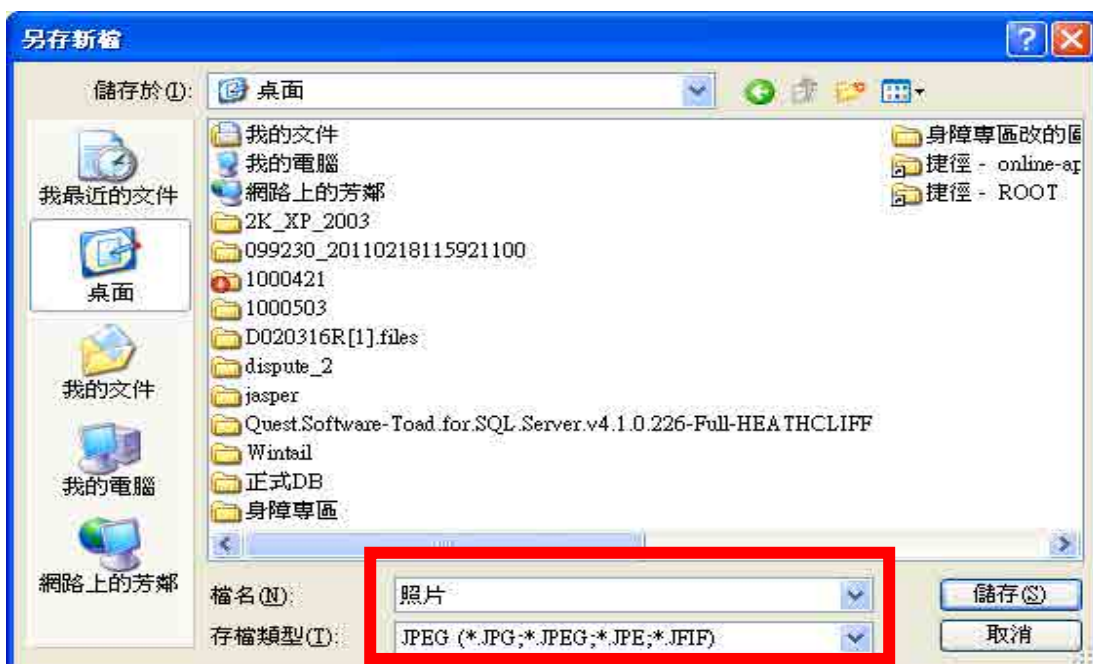 另存新檔
儲存於(I):
桌面
我最近的文件
桌面
我的文件
我的電腦
網路上的芳鄰
我的文件
我的電腦
網路上的芳鄰
2K_XP_2003
099230_20110218115921100
1000421
1000503
D020316R[1].files
dispute_2
jasper
Quest.Software-Toad.for.SQL.Server.v4.1.0.226-Full-HEATHCLIFF
Wintail
正式DB
身障專區
身障專區改的
捷徑 - online-ap
捷徑 - ROOT
檔名(N):
照片
儲存(S)
存檔類型(T):
JPEG (*.JPG;*.JPEG;*.JPE;*.JFIF)
取消